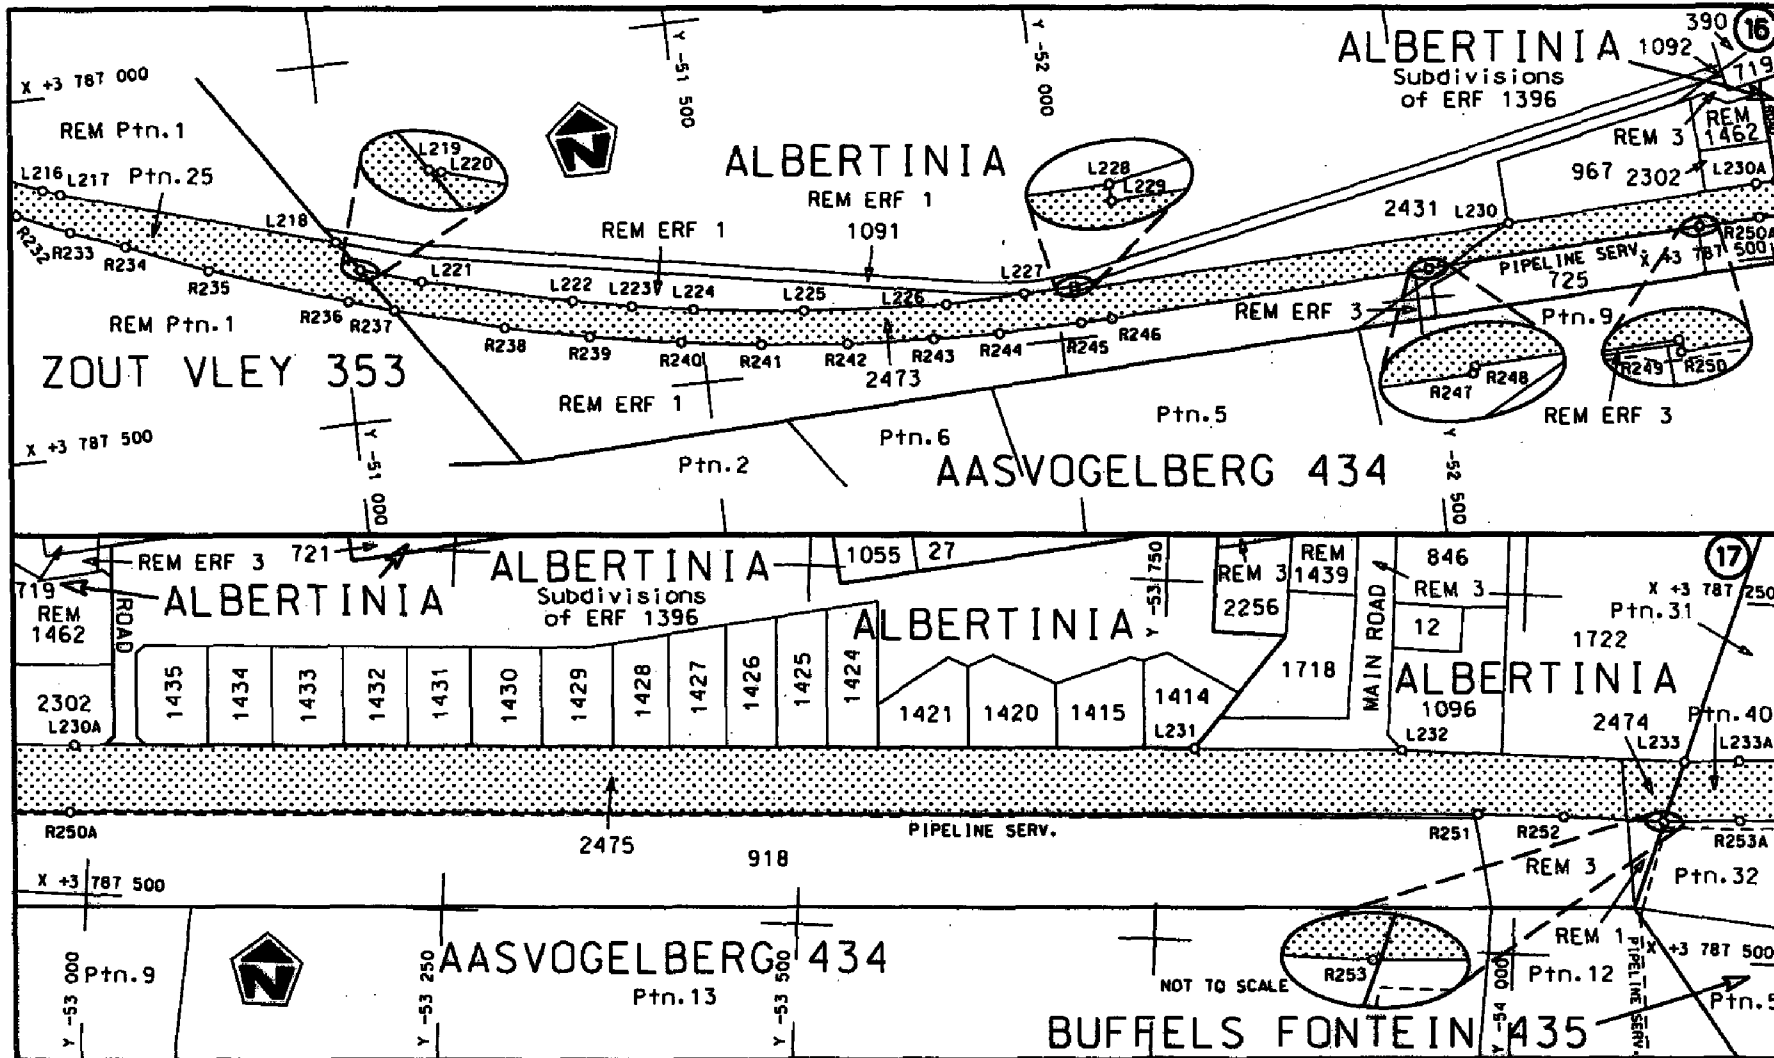 390
16
ALBERTINIA
1092
719
Subdivisions
of ERF 1396
X +3 787 000
Y -51 500
Y -52 000
REM Ptn.1
REM 3
REM
1462
L219
L220
ALBERTINIA
L228
L229
L216
L217
Ptn.25
967
2302
L230A
REM ERF 1
REM ERF 1
1091
2431
L230
L218
R232
R233
R234
R235
L221
L222
L223
L224
L225
L226
L227
R250A
PIPELINE SERV.
X +3 787 500
725
R236
R237
REM Ptn.1
REM ERF 3
Ptn.9
R238
R239
R240
R241
R242
R243
R244
R245
R246
ZOUT VLEY 353
2473
R247
R248
R249
R250
REM ERF 1
REM ERF 3
Ptn.5
Ptn.6
X +3 787 500
Y -51 000
Ptn.2
AASVOGELBERG 434
Y -52 500
REM ERF 3
721
ALBERTINIA
1055
27
Y -53 750
REM 3
REM
1439
846
17
719
ALBERTINIA
Subdivisions
of ERF 1396
2256
REM 3
X +3 787 250
Ptn.31
REM
1462
ROAD
ALBERTINIA
12
1722
1435
1434
1433
1432
1431
1430
1429
1428
1427
1426
1425
1424
1718
MAIN ROAD
ALBERTINIA
1096
2302
L230A
1421
1420
1415
1414
L231
L232
2474
Ptn.40
L233
L233A
R250A
2475
PIPELINE SERV.
918
R251
R252
R253A
REM 3
Ptn.32
X +3 787 500
Y -53 000
Ptn.9
N
Y -53 250
AASVOGELBERG 434
Ptn.13
Y -53 500
R253
NOT TO SCALE
Y -54 000
REM 1
PIPELINE SERV.
X +3 787 500
Ptn.12
Ptn.5
BUFFELS FONTEIN 435